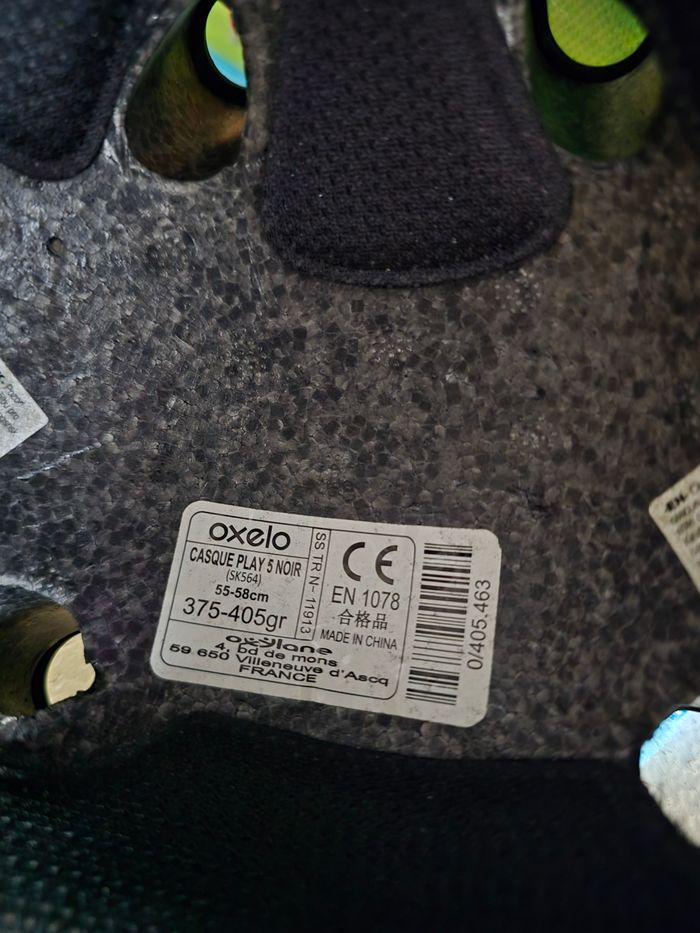 oxelo
CASQUE PLAY 5 NOIR
(SK564)
55-58cm
375-405gr
SS TR N-11913
CE
EN 1078
合格品
MADE IN CHINA
oxylane
4, bd de mons
59 650 Villeneuve d'Ascq
FRANCE
0/405.463
-EN-